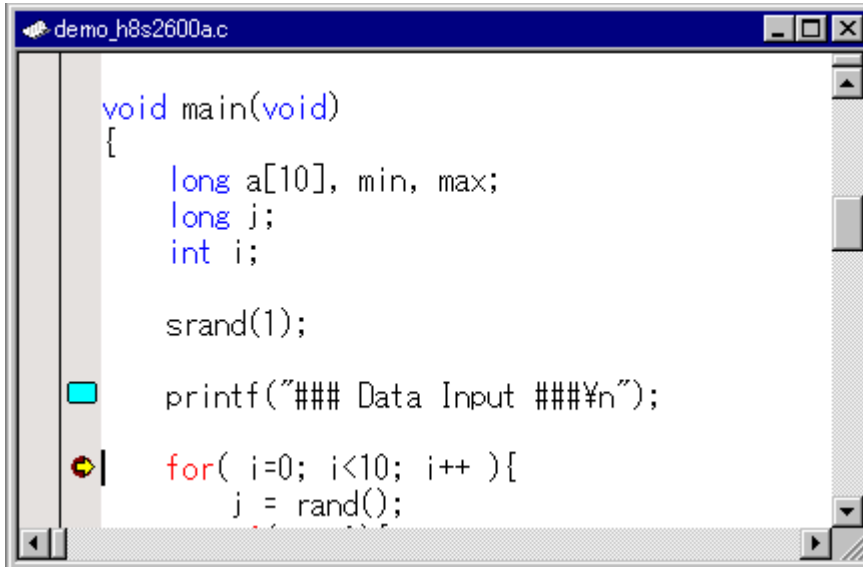 demo_h8s2600a.c
void main(void)
{
long a[10], min, max;
long j;
int i;
srand(1);
printf("### Data Input ###¥n");
for( i=0; i<10; i++ ){
j = rand();